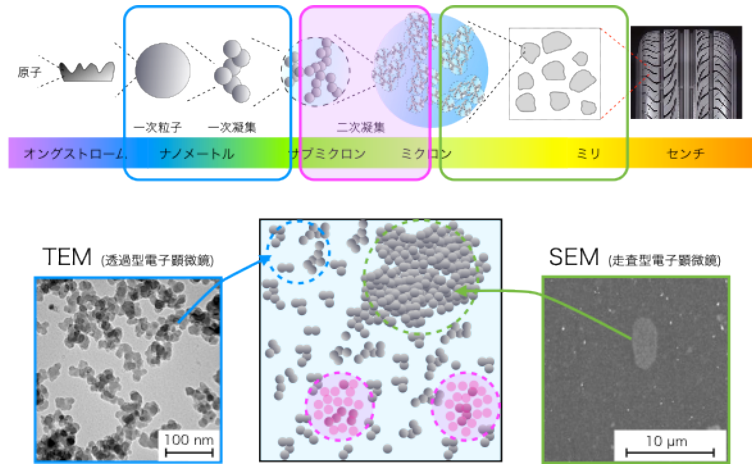 原子
一次粒子
一次凝集
二次凝集
オングストローム
ナノメートル
サブミクロン
ミクロン
ミリ
センチ
TEM (透過型電子顕微鏡)
SEM (走査型電子顕微鏡)
100 nm
10 µm